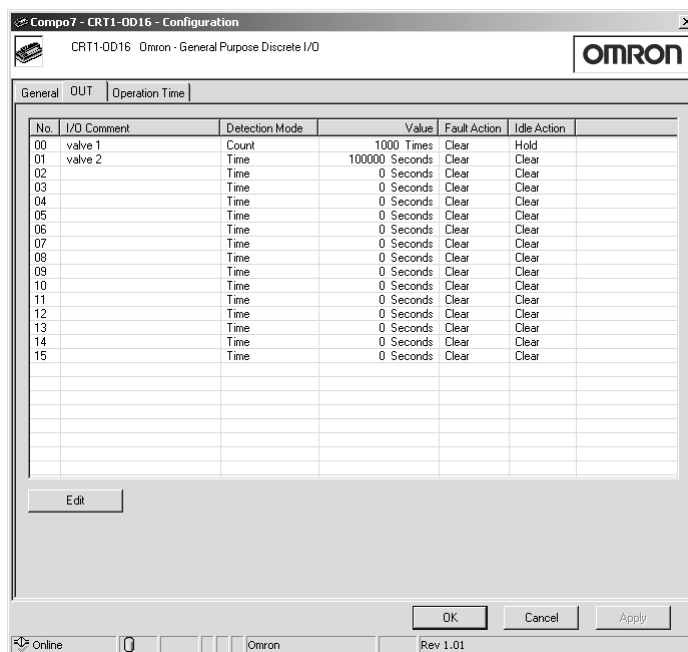 Compo7 - CRT1-OD16 - Configuration
CRT1-OD16 Omron - General Purpose Discrete I/O
OMRON
General OUT Operation Time
No. I/O Comment Detection Mode Value Fault Action Idle Action
00 valve 1 Count 1000 Times Clear Hold
01 valve 2 Time 100000 Seconds Clear Clear
02 Time 0 Seconds Clear Clear
03 Time 0 Seconds Clear Clear
04 Time 0 Seconds Clear Clear
05 Time 0 Seconds Clear Clear
06 Time 0 Seconds Clear Clear
07 Time 0 Seconds Clear Clear
08 Time 0 Seconds Clear Clear
09 Time 0 Seconds Clear Clear
10 Time 0 Seconds Clear Clear
11 Time 0 Seconds Clear Clear
12 Time 0 Seconds Clear Clear
13 Time 0 Seconds Clear Clear
14 Time 0 Seconds Clear Clear
15 Time 0 Seconds Clear Clear
Edit
OK Cancel Apply
Online Omron Rev 1.01